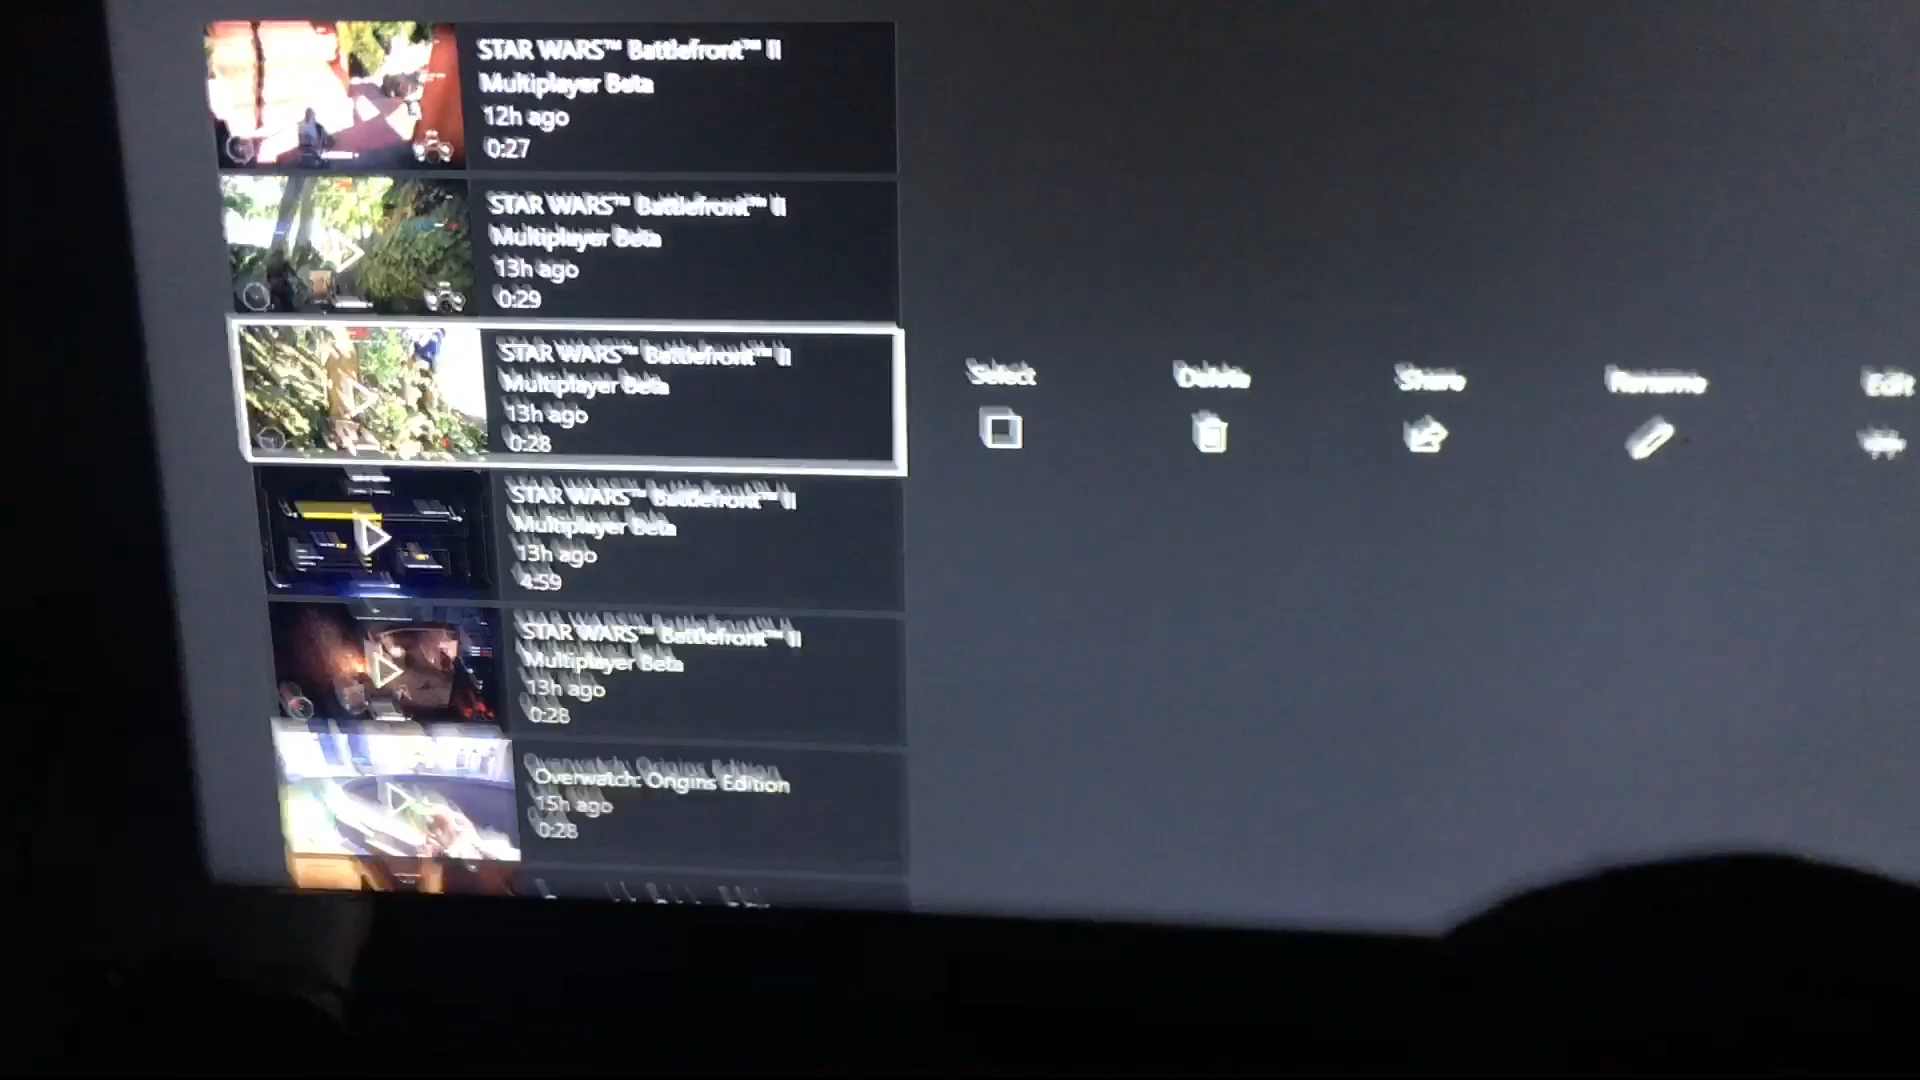 STAR WARS™ Battlefront™ II
Multiplayer Beta
12h ago
0:27
STAR WARS™ Battlefront™ II
Multiplayer Beta
13h ago
0:29
STAR WARS™ Battlefront™ II
Multiplayer Beta
13h ago
0:28
Select
Delete
Share
Rename
Edit
STAR WARS™ Battlefront™ II
Multiplayer Beta
13h ago
4:59
STAR WARS™ Battlefront™ II
Multiplayer Beta
13h ago
0:28
Overwatch: Origins Edition
15h ago
0:28